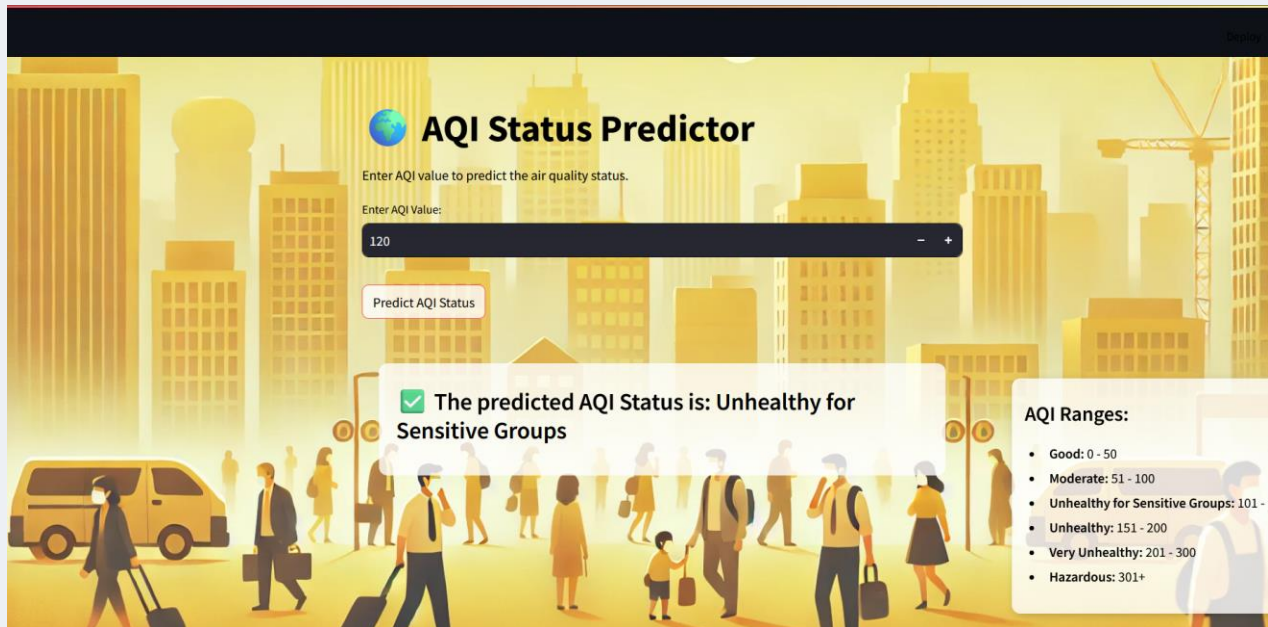 Deploy
AQI Status Predictor
Enter AQI value to predict the air quality status.
Enter AQI Value:
120 − +
Predict AQI Status
The predicted AQI Status is: Unhealthy for
Sensitive Groups
AQI Ranges:
• Good: 0 - 50
• Moderate: 51 - 100
• Unhealthy for Sensitive Groups: 101 -
• Unhealthy: 151 - 200
• Very Unhealthy: 201 - 300
• Hazardous: 301+